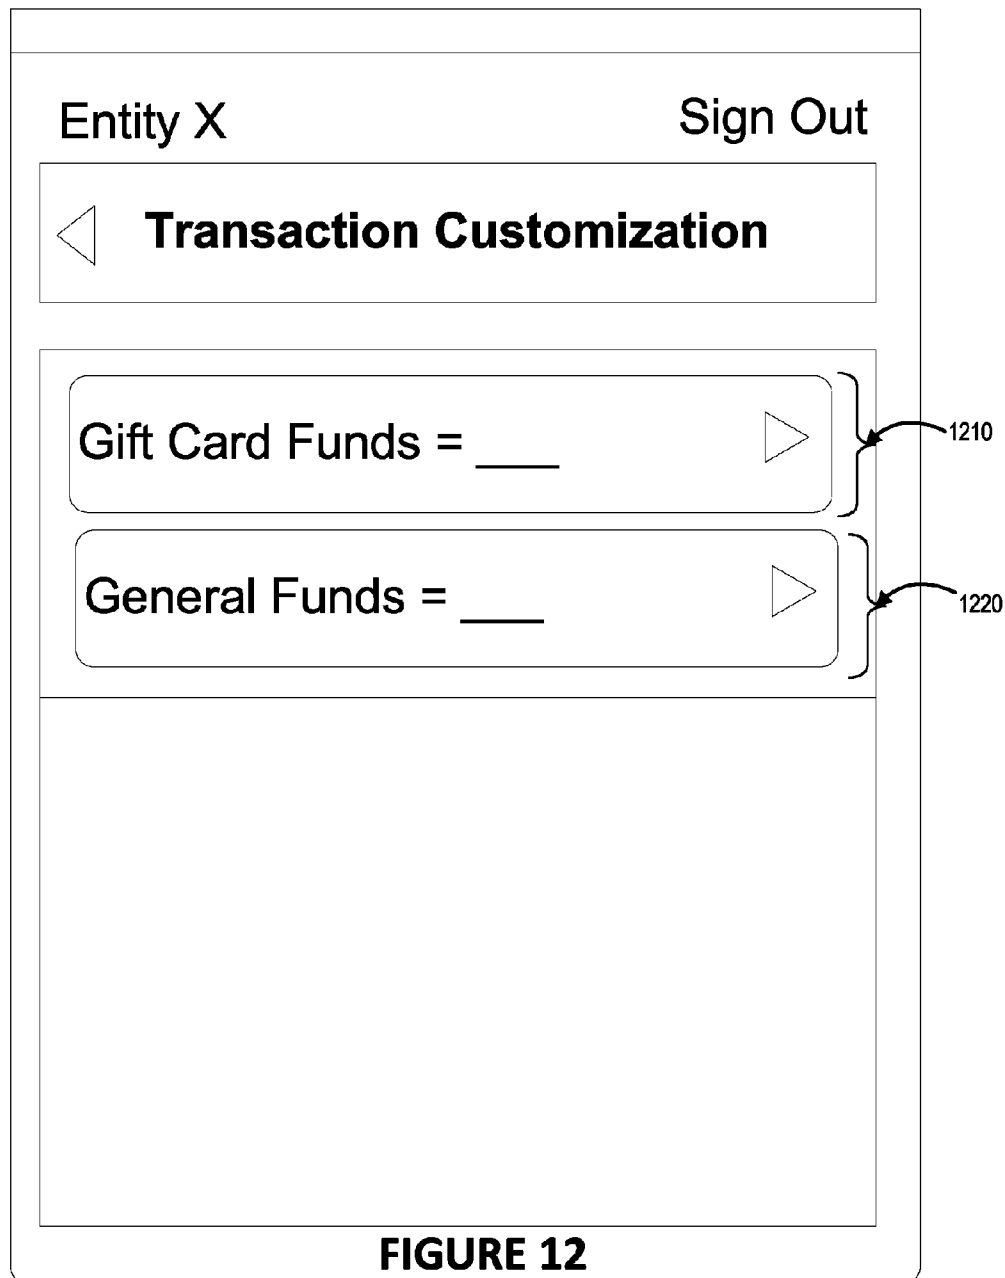 Entity X Sign Out
Transaction Customization
Gift Card Funds = ___
1210
General Funds = ___
1220
FIGURE 12